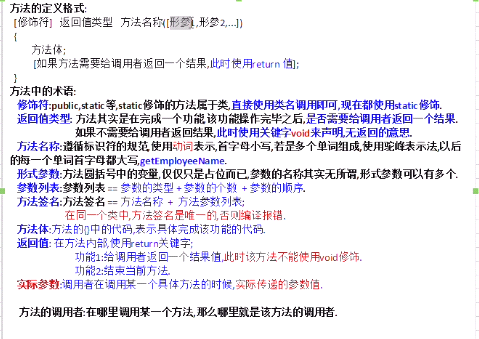 方法的定义格式:
[修饰符] 返回值类型 方法名称([形参1,形参2,...])
{
方法体;
[如果方法需要给调用者返回一个结果,此时使用return 值];
}
方法中的术语:
修饰符:public,static等,static修饰的方法属于类,直接使用类名调用即可,现在都使用static修饰.
返回值类型: 方法其实是在完成一个功能,该功能操作完毕之后,是否需要给调用者返回一个结果.
如果不需要给调用者返回结果,此时使用关键字void来声明,无返回的意思.
方法名称:遵循标识符的规范,使用动词表示,首字母小写,若是多个单词组成,使用驼峰表示法,以后
的每一个单词首字母都大写,getEmployeeName.
形式参数:方法圆括号中的变量,仅仅只是占位而已,参数的名称其实无所谓,形式参数可以有多个.
参数列表:参数列表 == 参数的类型 + 参数的个数 + 参数的顺序.
方法签名:方法签名 == 方法名称 + 方法参数列表;
在同一个类中,方法签名是唯一的,否则编译报错.
方法体:方法的{}中的代码,表示具体完成该功能的代码.
返回值: 在方法内部,使用return关键字;
功能1:给调用者返回一个结果值,此时该方法不能使用void修饰.
功能2:结束当前方法.
实际参数:调用者在调用某一个具体方法的时候,实际传递的参数值.
方法的调用者:在哪里调用某一个方法,那么哪里就是该方法的调用者.